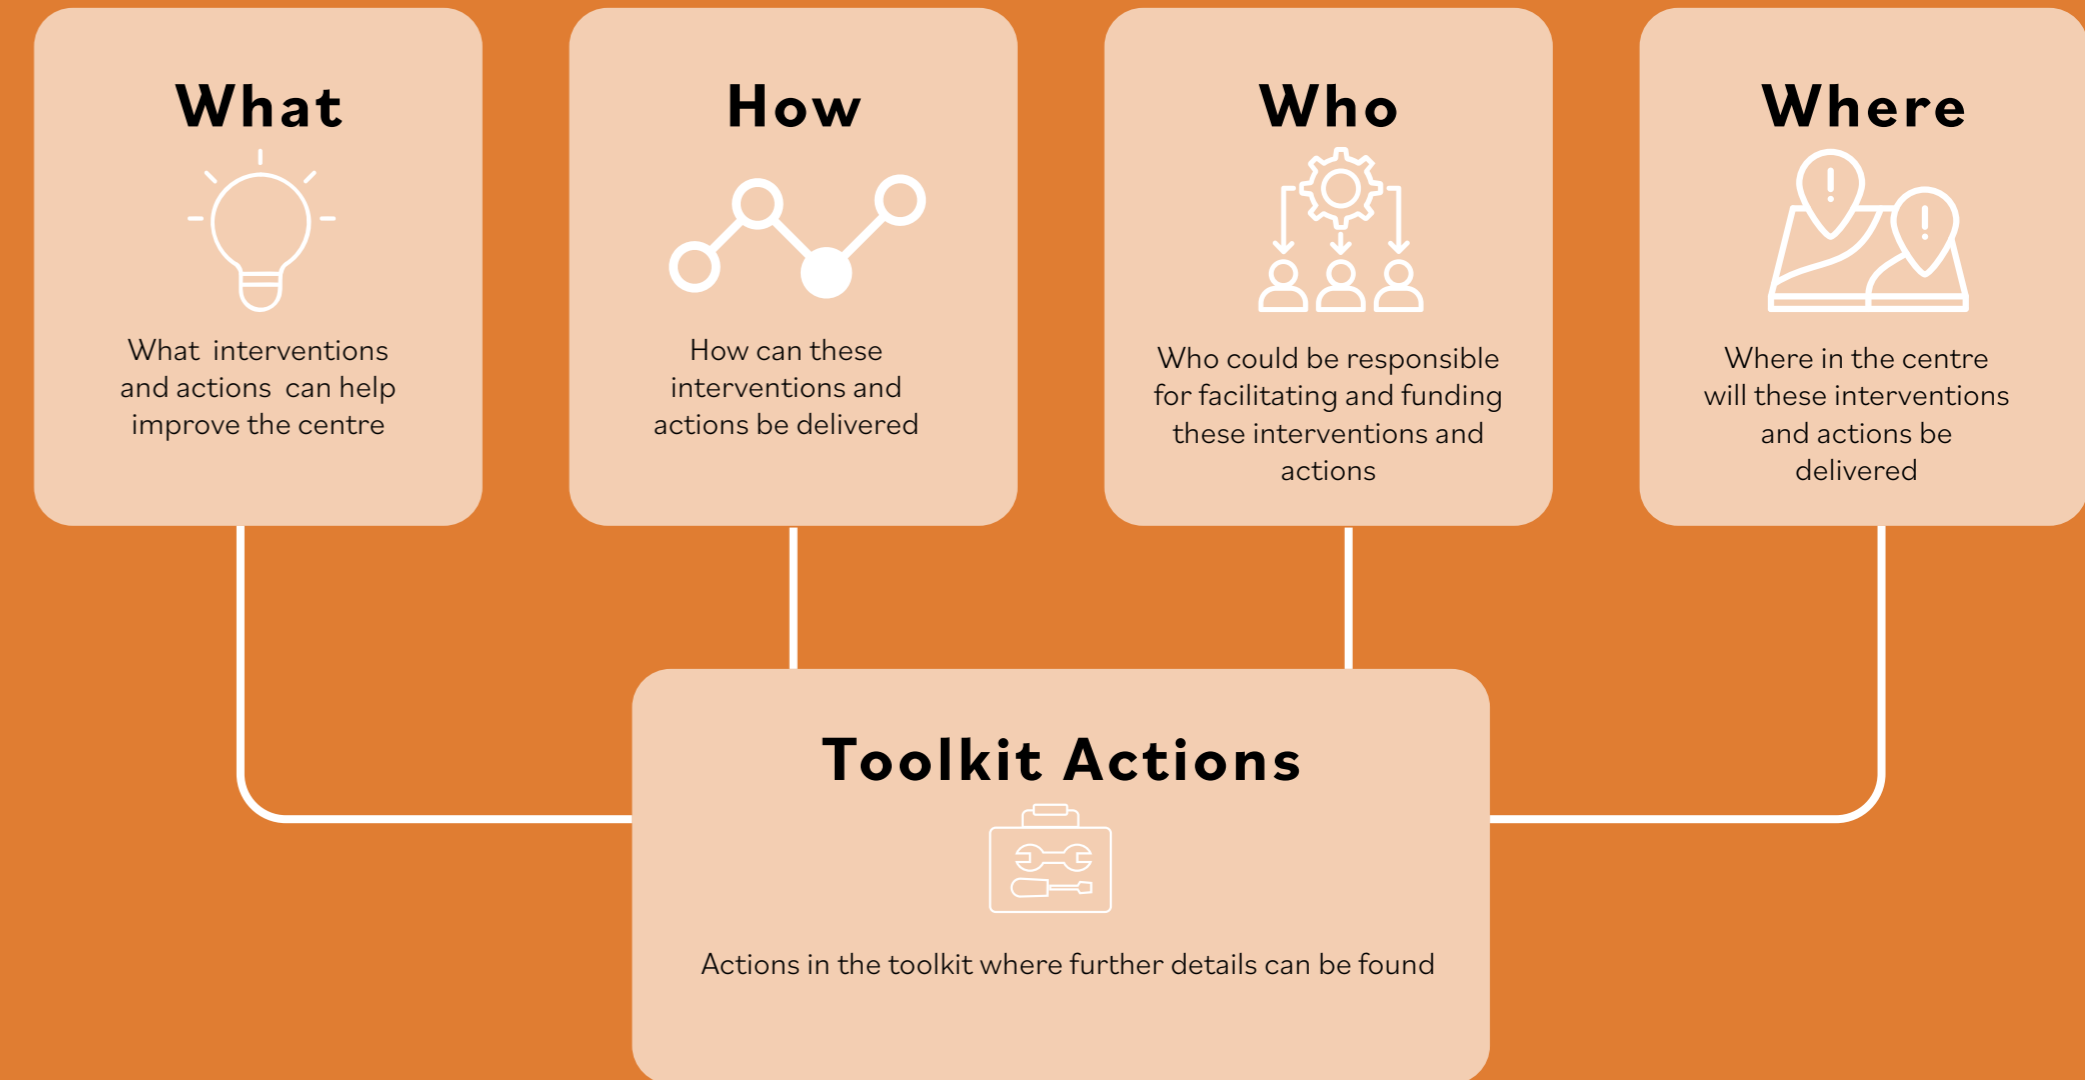 What
What interventions
and actions can help
improve the centre
How
How can these
interventions and
actions be delivered
Who
Who could be responsible
for facilitating and funding
these interventions and
actions
Where
Where in the centre
will these interventions
and actions be
delivered
Toolkit Actions
Actions in the toolkit where further details can be found